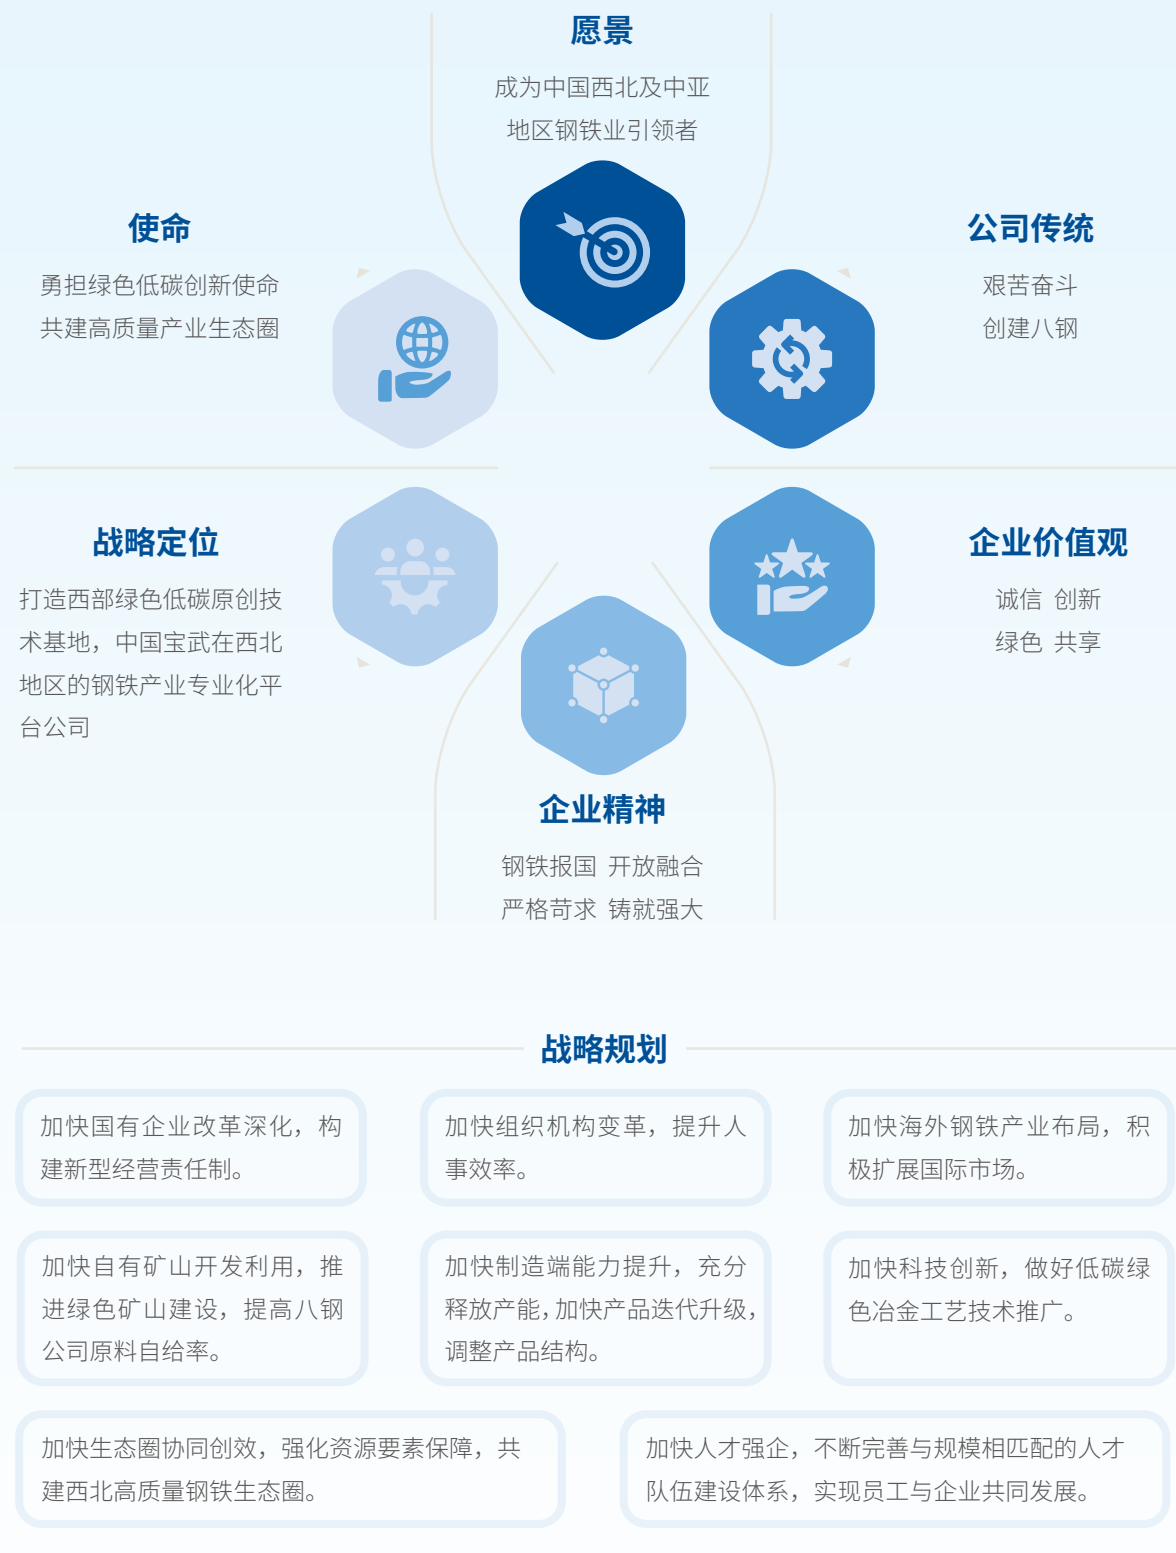 愿景
成为中国西北及中亚
地区钢铁业引领者
使命
勇担绿色低碳创新使命
共建高质量产业生态圈
公司传统
艰苦奋斗
创建八钢
战略定位
打造西部绿色低碳原创技
术基地，中国宝武在西北
地区的钢铁产业专业化平
台公司
企业价值观
诚信 创新
绿色 共享
企业精神
钢铁报国 开放融合
严格苛求 铸就强大
战略规划
加快国有企业改革深化，构
建新型经营责任制。
加快组织机构变革，提升人
事效率。
加快海外钢铁产业布局，积
极扩展国际市场。
加快自有矿山开发利用，推
进绿色矿山建设，提高八钢
公司原料自给率。
加快制造端能力提升，充分
释放产能，加快产品迭代升级，
调整产品结构。
加快科技创新，做好低碳绿
色冶金工艺技术推广。
加快生态圈协同创效，强化资源要素保障，共
建西北高质量钢铁生态圈。
加快人才强企，不断完善与规模相匹配的人才
队伍建设体系，实现员工与企业共同发展。